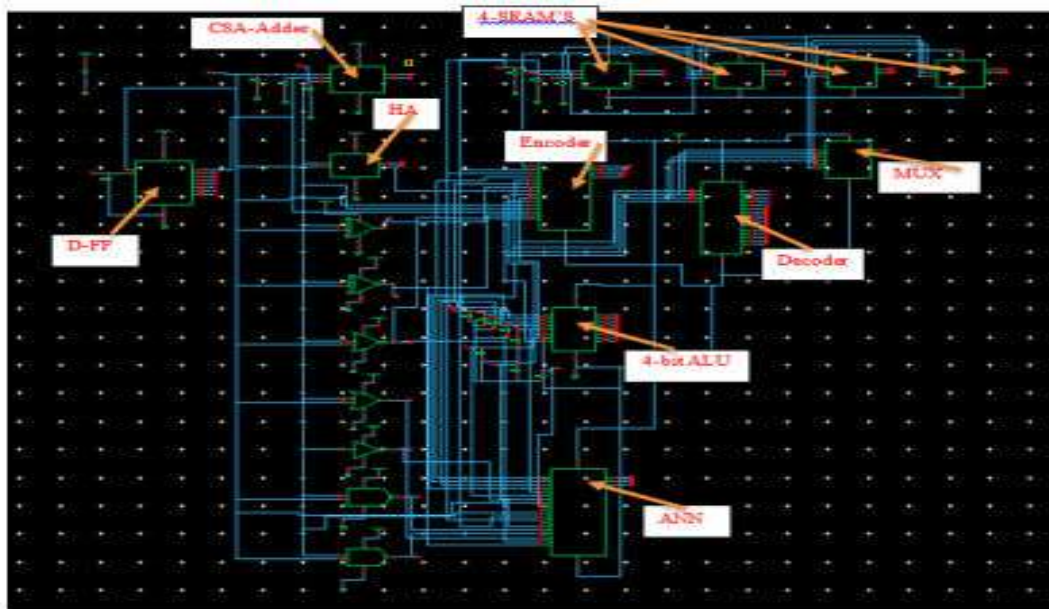 4-SRAM'S
CSA-Adder
HA
Encoder
MUX
D-FF
Decoder
4-bit ALU
ANN